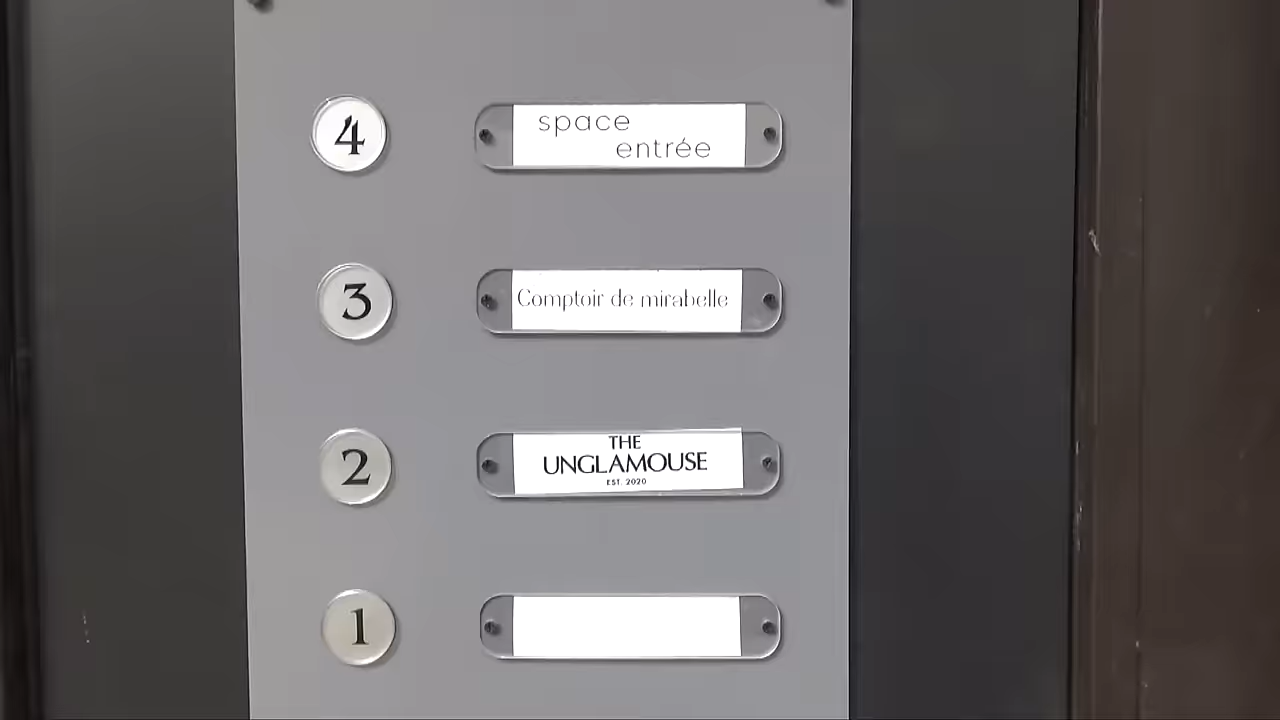 4
space
entrée
3
Comptoir de mirabelle
2
THE
UNGLAMOUSE
EST. 2020
1